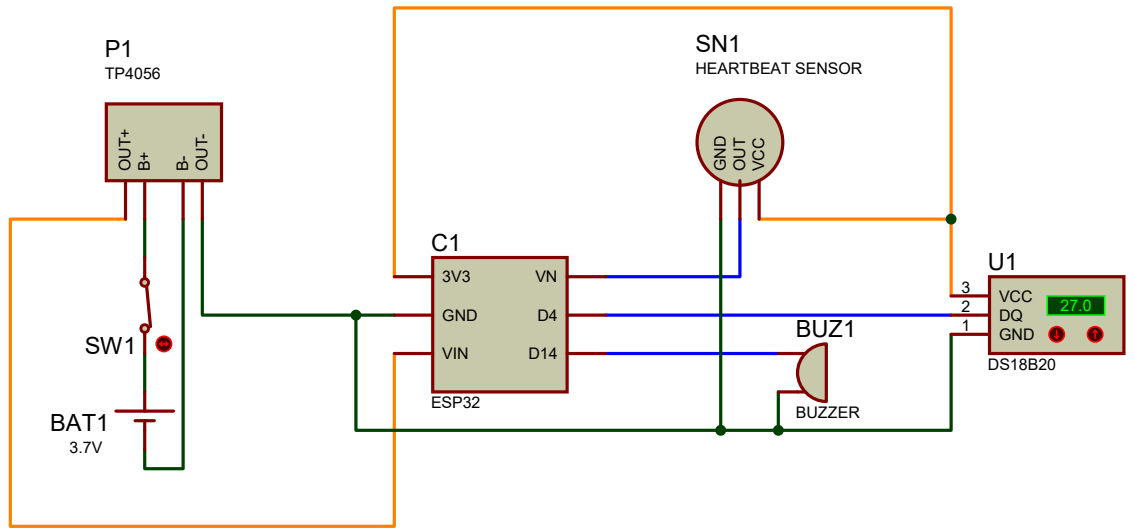 P1
TP4056
OUT+
B+
B-
OUT-
SW1
BAT1
3.7V
C1
3V3
GND
VIN
VN
D4
D14
ESP32
SN1
HEARTBEAT SENSOR
GND
OUT
VCC
BUZ1
BUZZER
U1
3
2
1
VCC
DQ
GND
27.0
DS18B20